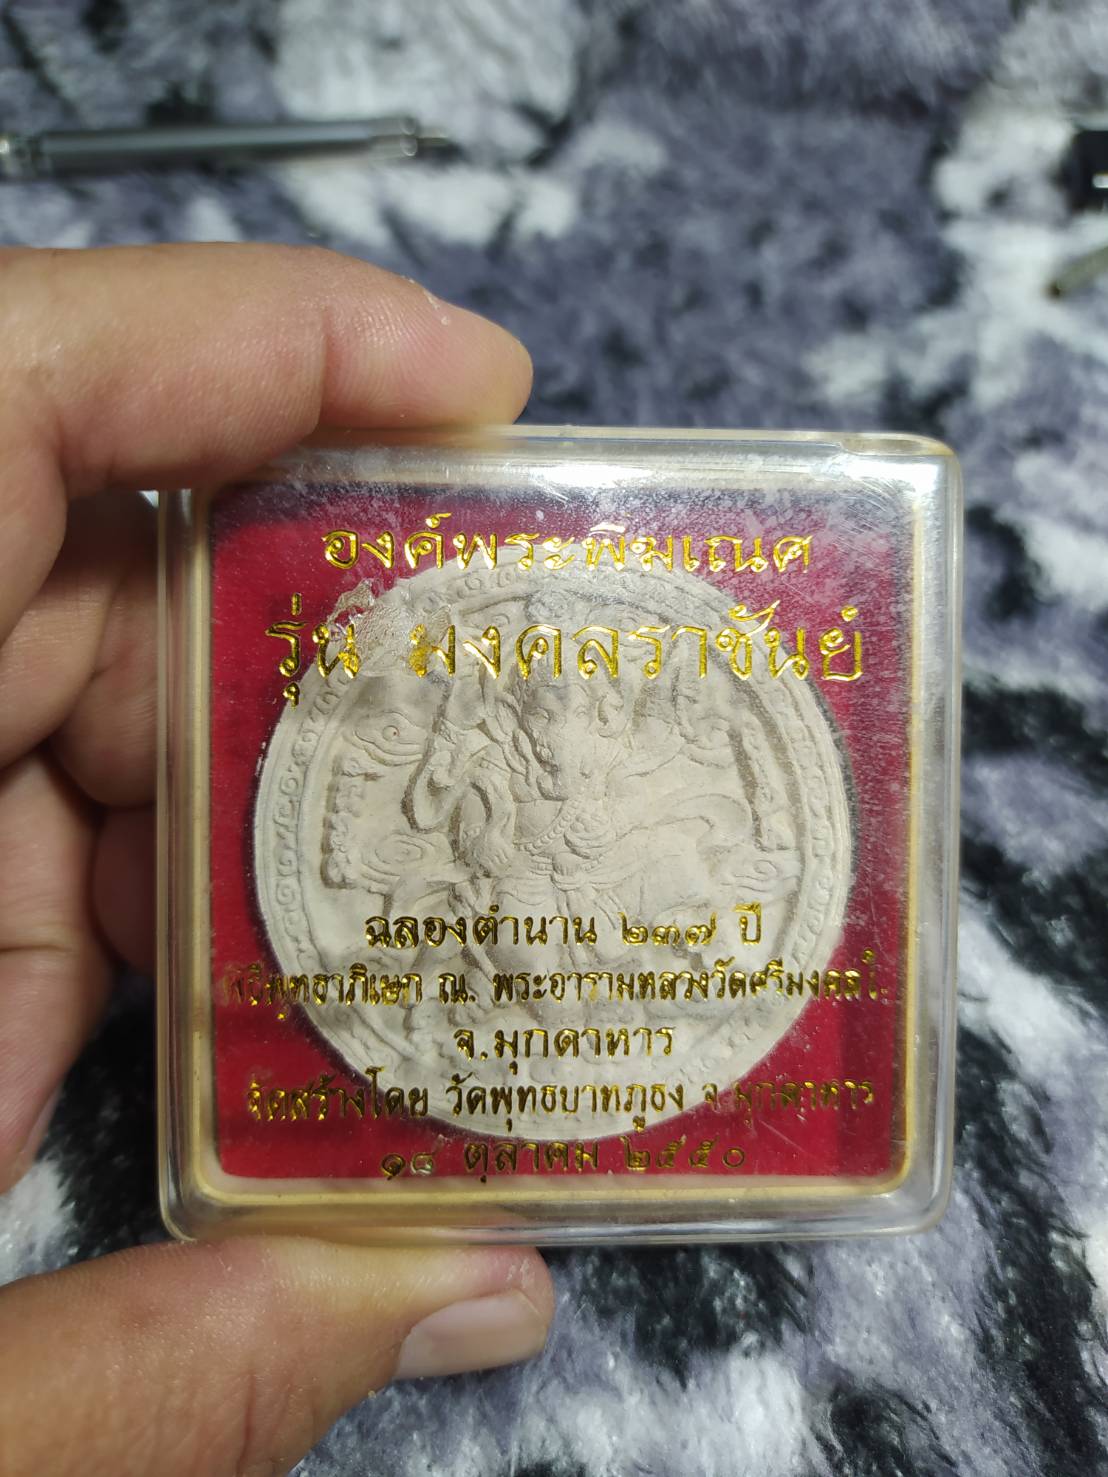 องค์พระพิฆเณศ
รุ่น มงคลราชันย์
ฉลองตำนาน ๒๓๗ ปี
พิธีพุทธาภิเษก ณ. พระอารามหลวงวัดศรีมงคลใ.
จ.มุกดาหาร
จัดสร้างโดย วัดพุทธบาทภูธง จ.มุกดาหาร
๑๘ ตุลาคม ๒๕๕๐